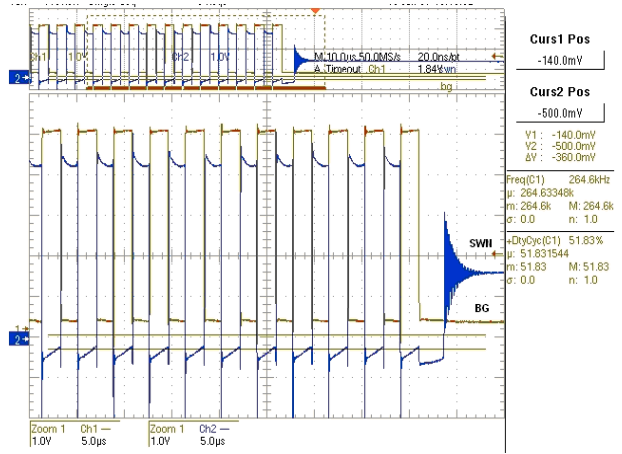 Ch1 1.0V
Ch2 1.0V
M 10.0µs 50.0MS/s 20.0ns/pt
A Timeout Ch1 1.84V
swn
bg
2
Curs1 Pos
-140.0mV
Curs2 Pos
-500.0mV
V1 : -140.0mV
V2 : -500.0mV
ΔV : -360.0mV
Freq(C1) 264.6kHz
µ: 264.63348k
m: 264.6k M: 264.6k
σ: 0.0 n: 1.0
+DtyCyc(C1) 51.83%
µ: 51.831544
m: 51.83 M: 51.83
σ: 0.0 n: 1.0
SWN
BG
1
2
Zoom 1 Ch1
1.0V 5.0µs
Zoom 1 Ch2
1.0V 5.0µs